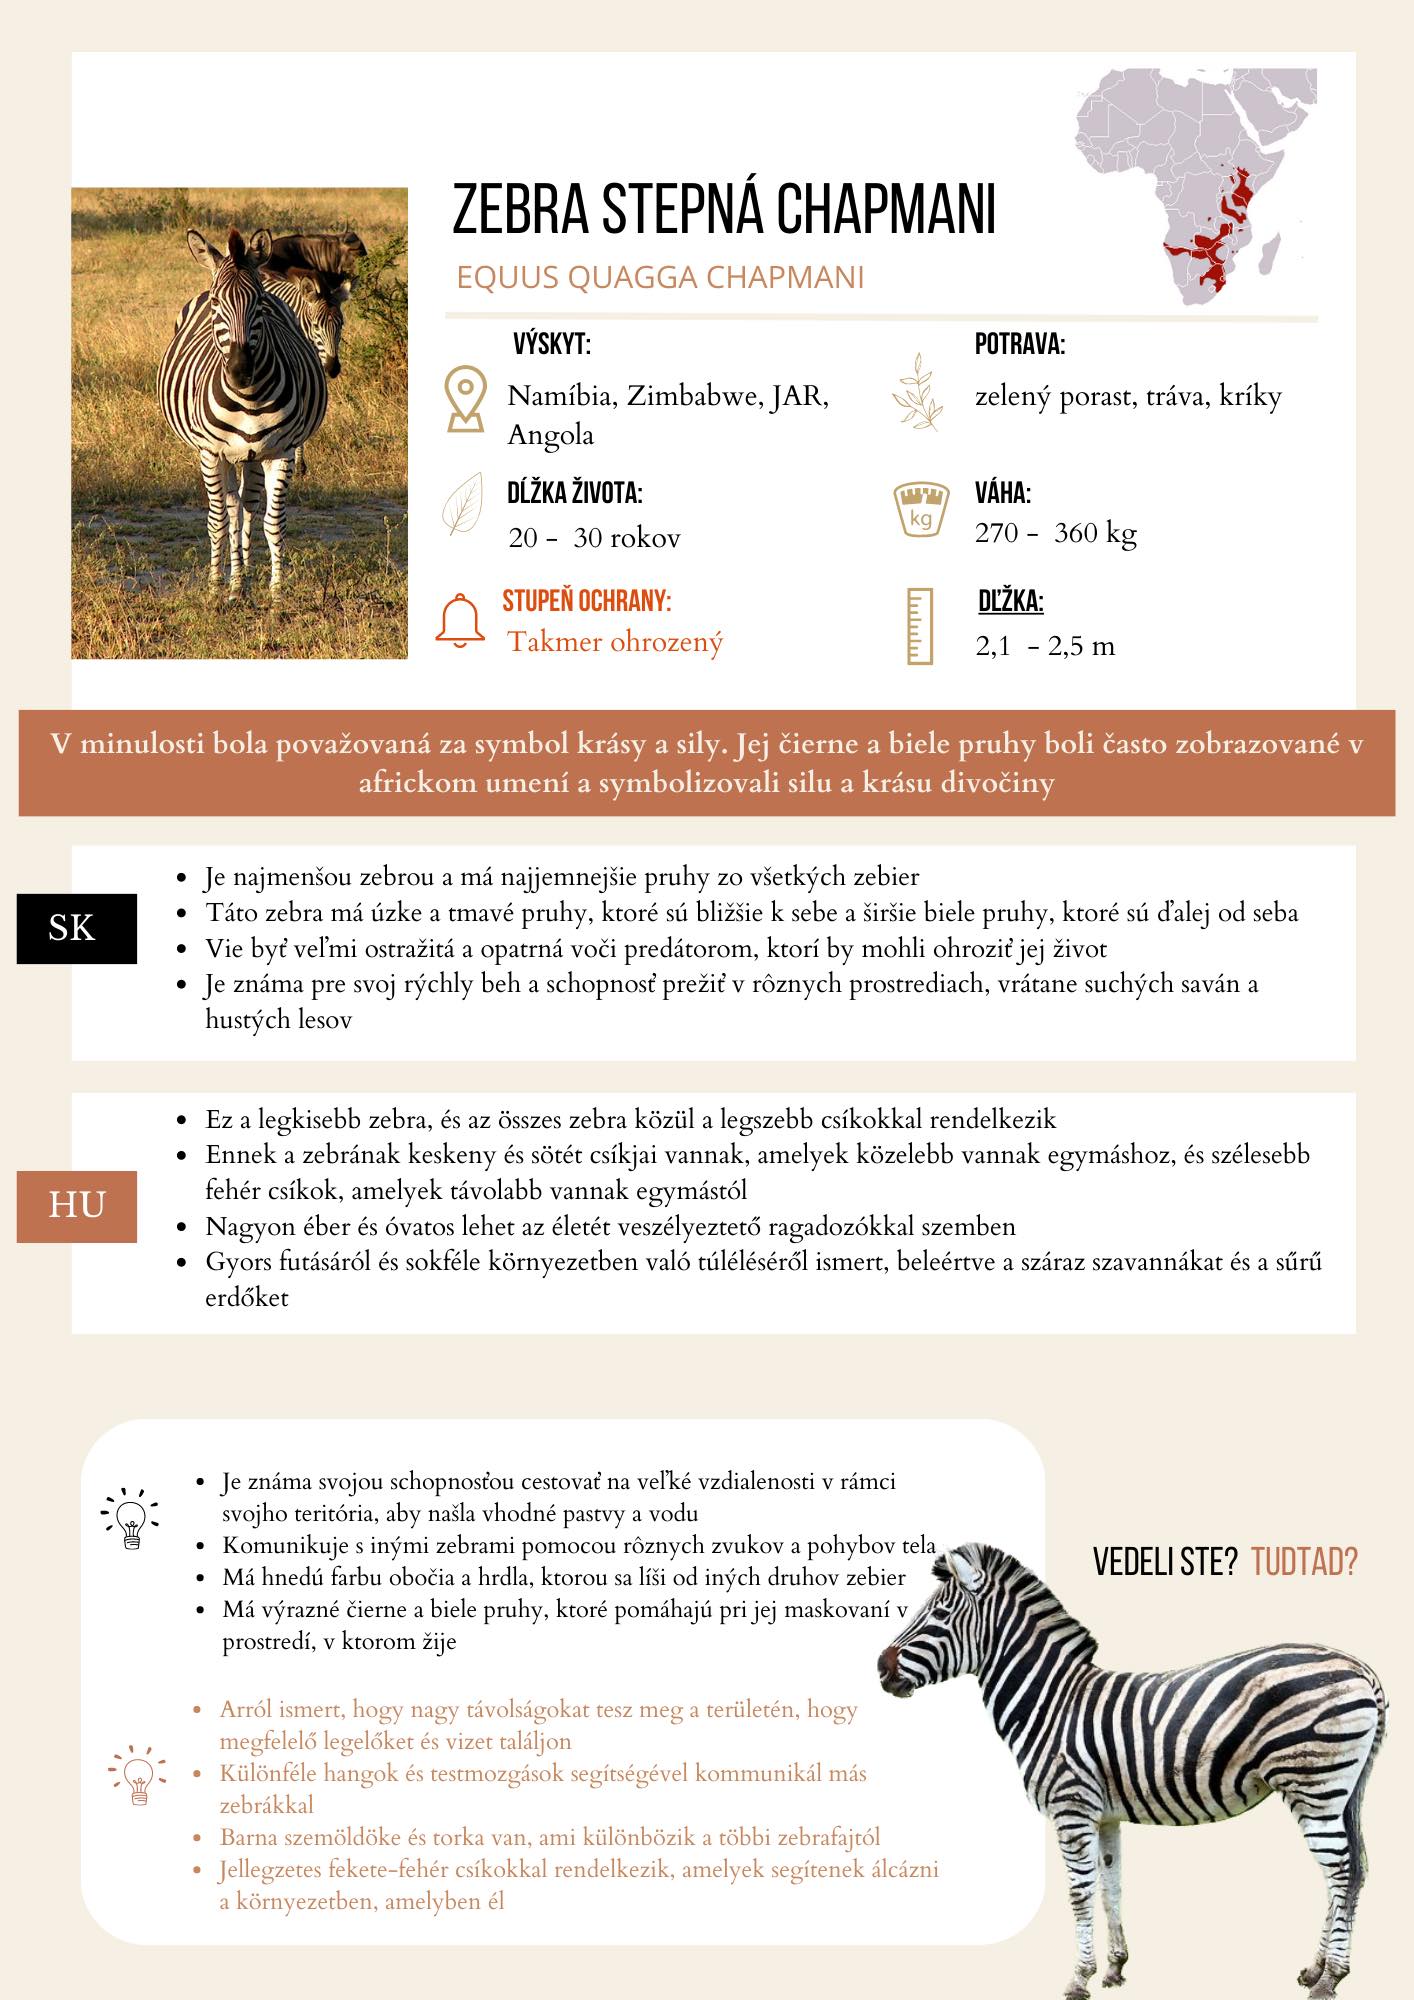 ZEBRA STEPNÁ CHAPMANI
EQUUS QUAGGA CHAPMANI
VÝSKYT:
Namíbia, Zimbabwe, JAR,
Angola
POTRAVA:
zelený porast, tráva, kríky
DĹŽKA ŽIVOTA:
20 - 30 rokov
kg
VÁHA:
270 - 360 kg
STUPEŇ OCHRANY:
Takmer ohrozený
DĽŽKA:
2,1 - 2,5 m
V minulosti bola považovaná za symbol krásy a sily. Jej čierne a biele pruhy boli často zobrazované v
africkom umení a symbolizovali silu a krásu divočiny
SK
• Je najmenšou zebrou a má najjemnejšie pruhy zo všetkých zebier
• Táto zebra má úzke a tmavé pruhy, ktoré sú bližšie k sebe a širšie biele pruhy, ktoré sú ďalej od seba
• Vie byť veľmi ostražitá a opatrná voči predátorom, ktorí by mohli ohroziť jej život
• Je známa pre svoj rýchly beh a schopnosť prežiť v rôznych prostrediach, vrátane suchých saván a
hustých lesov
HU
• Ez a legkisebb zebra, és az összes zebra közül a legszebb csíkokkal rendelkezik
• Ennek a zebrának keskeny és sötét csíkjai vannak, amelyek közelebb vannak egymáshoz, és szélesebb
fehér csíkok, amelyek távolabb vannak egymástól
• Nagyon éber és óvatos lehet az életét veszélyeztető ragadozókkal szemben
• Gyors futásáról és sokféle környezetben való túléléséről ismert, beleértve a száraz szavannákat és a sűrű
erdőket
• Je známa svojou schopnosťou cestovať na veľké vzdialenosti v rámci
svojho teritória, aby našla vhodné pastvy a vodu
• Komunikuje s inými zebrami pomocou rôznych zvukov a pohybov tela
• Má hnedú farbu obočia a hrdla, ktorou sa líši od iných druhov zebier
• Má výrazné čierne a biele pruhy, ktoré pomáhajú pri jej maskovaní v
prostredí, v ktorom žije
VEDELI STE? TUDTAD?
• Arról ismert, hogy nagy távolságokat tesz meg a területén, hogy
megfelelő legelőket és vizet találjon
• Különféle hangok és testmozgások segítségével kommunikál más
zebrákkal
• Barna szemöldöke és torka van, ami különbözik a többi zebrafajtól
• Jellegzetes fekete-fehér csíkokkal rendelkezik, amelyek segítenek álcázni
a környezetben, amelyben él